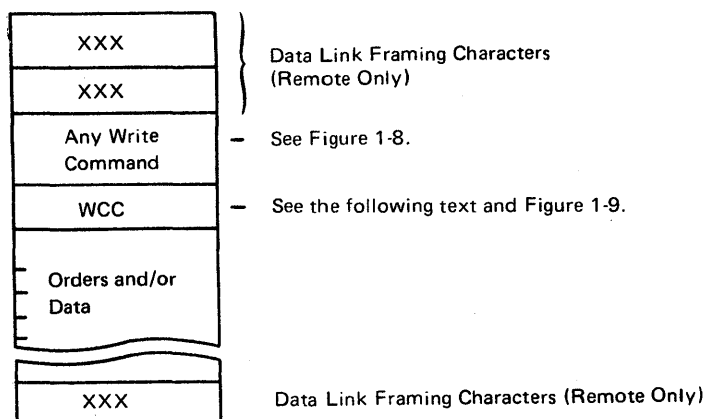 XXX
Data Link Framing Characters
(Remote Only)
XXX
Any Write
Command
– See Figure 1-8.
WCC
– See the following text and Figure 1-9.
Orders and/or
Data
XXX
Data Link Framing Characters (Remote Only)